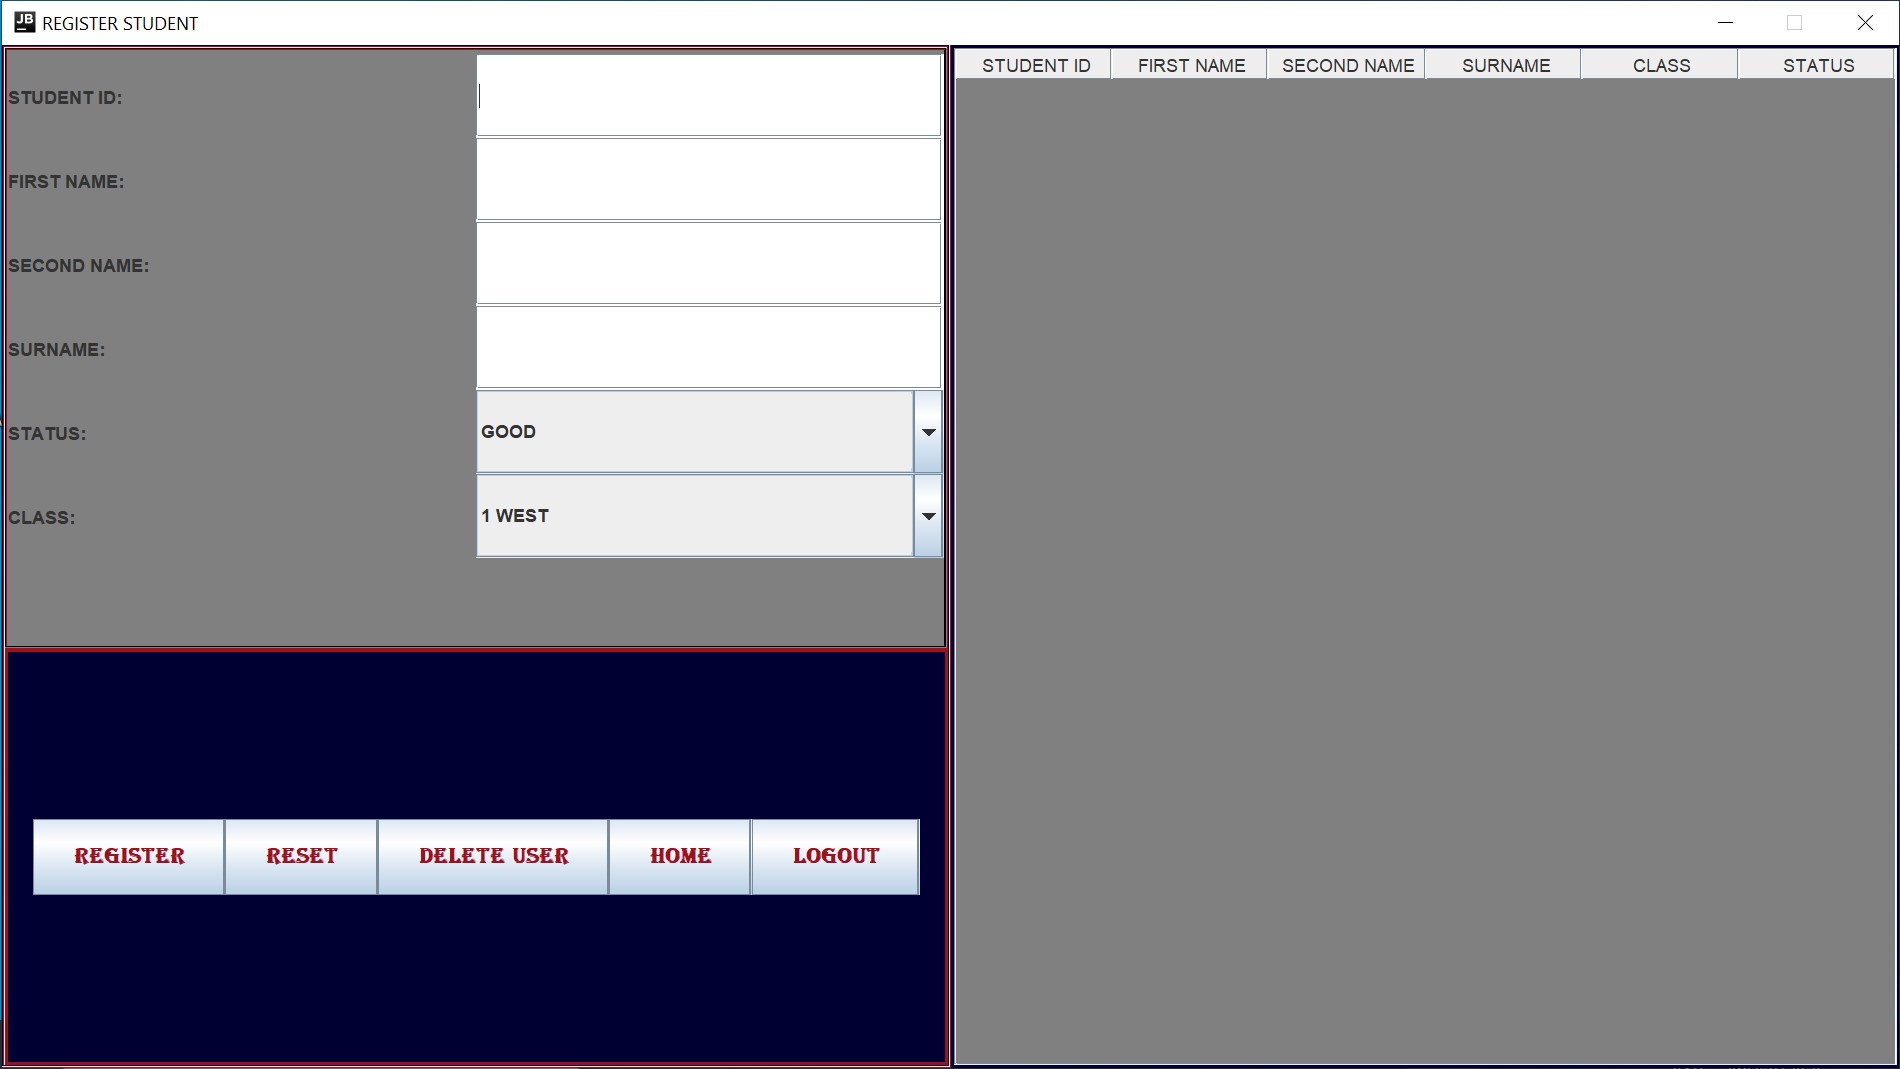 JB REGISTER STUDENT
STUDENT ID:
FIRST NAME:
SECOND NAME:
SURNAME:
STATUS: GOOD
CLASS: 1 WEST
REGISTER RESET DELETE USER HOME LOGOUT
STUDENT ID FIRST NAME SECOND NAME SURNAME CLASS STATUS